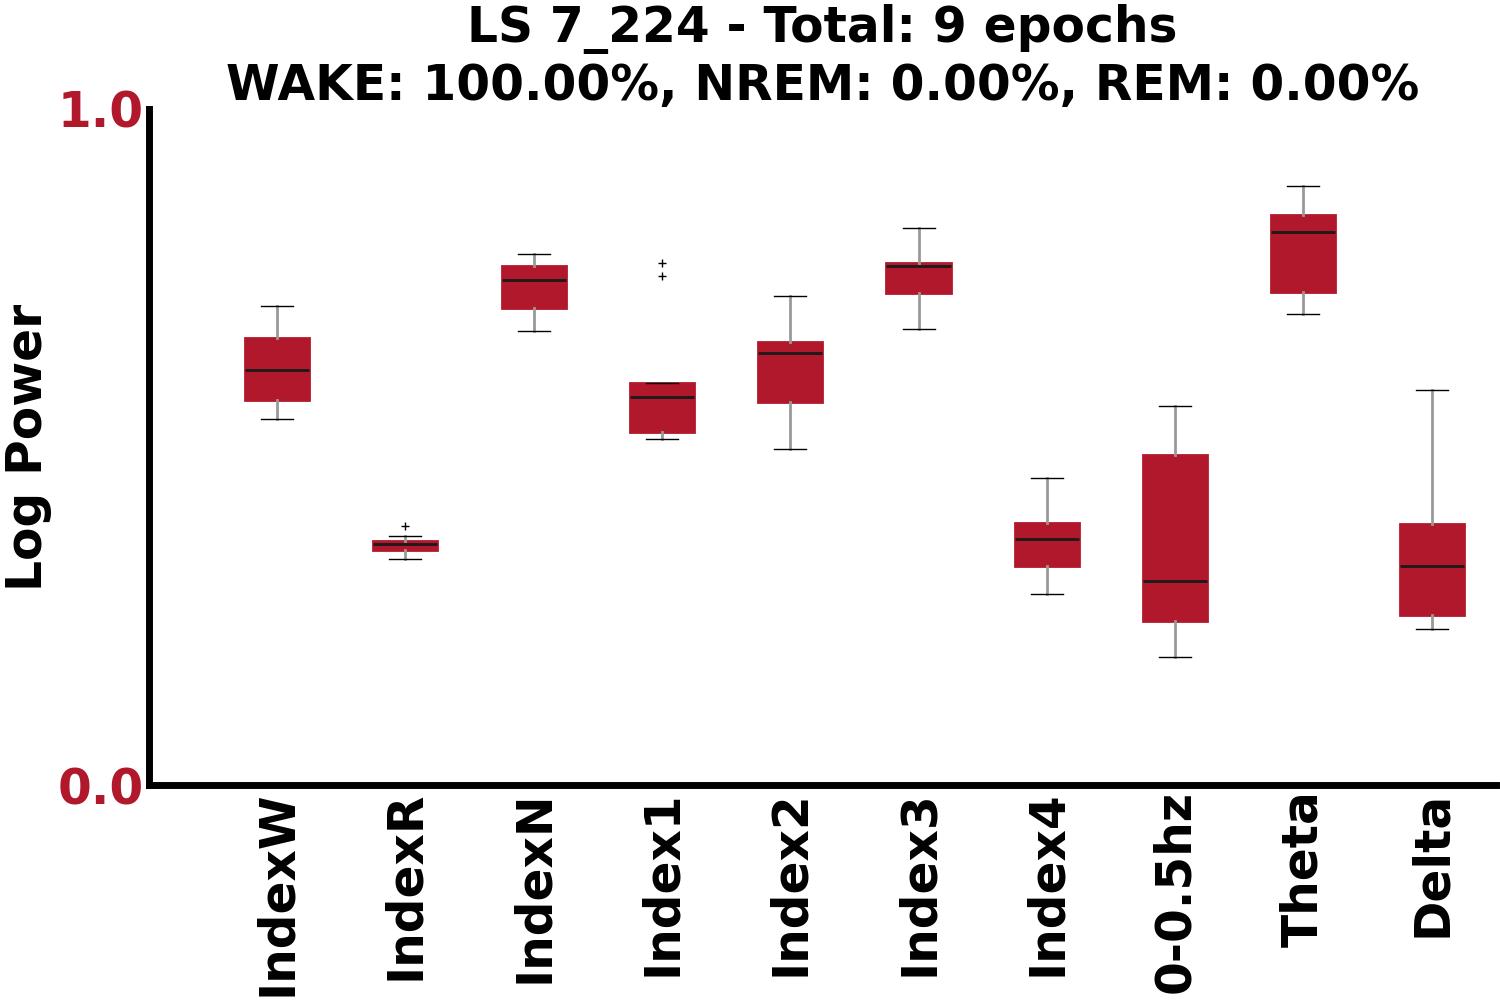 LS 7_224 - Total: 9 epochs
WAKE: 100.00%, NREM: 0.00%, REM: 0.00%
1.0
Log Power
0.0
IndexW
IndexR
IndexN
Index1
Index2
Index3
Index4
0-0.5hz
Theta
Delta